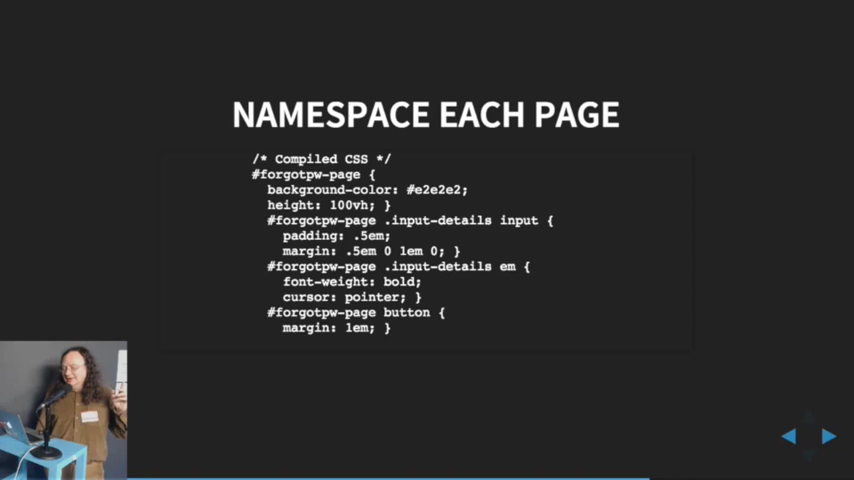 NAMESPACE EACH PAGE
/* Compiled CSS */
#forgotpw-page {
background-color: #e2e2e2;
height: 100vh; }
#forgotpw-page .input-details input {
padding: .5em;
margin: .5em 0 1em 0; }
#forgotpw-page .input-details em {
font-weight: bold;
cursor: pointer; }
#forgotpw-page button {
margin: 1em; }